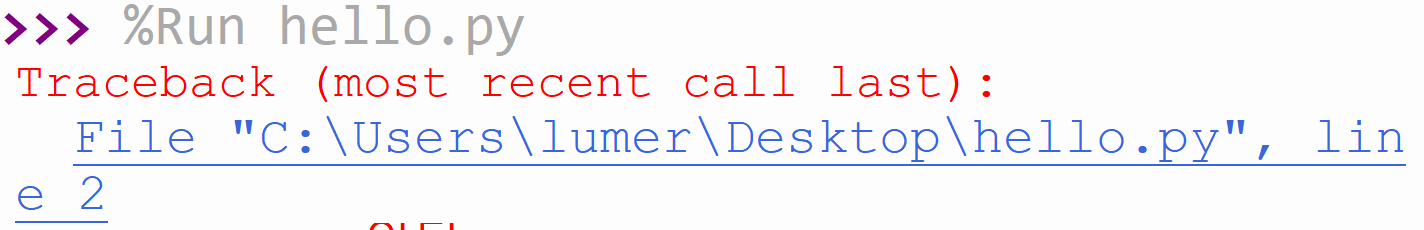 >>> %Run hello.py
Traceback (most recent call last):
File "C:\Users\lumer\Desktop\hello.py", lin
e 2